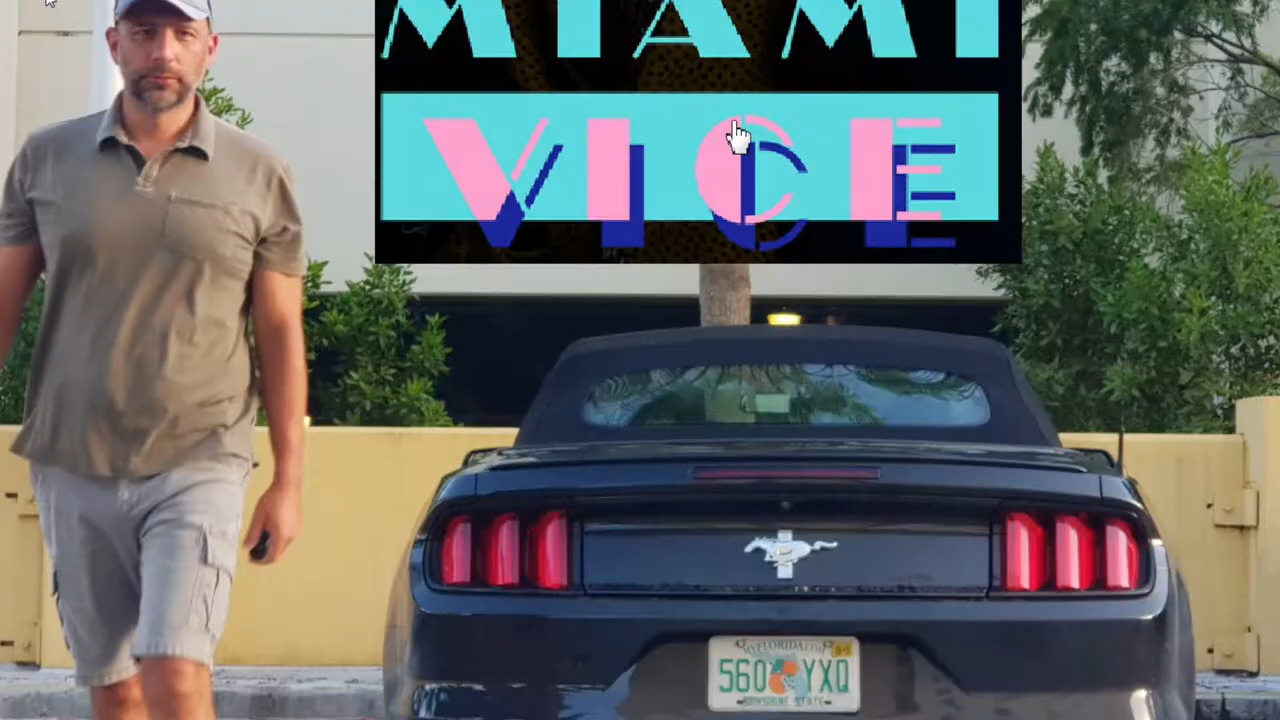 MIAMI
VICE
MYFLORIDA.COM
560 YXQ
SUNSHINE STATE